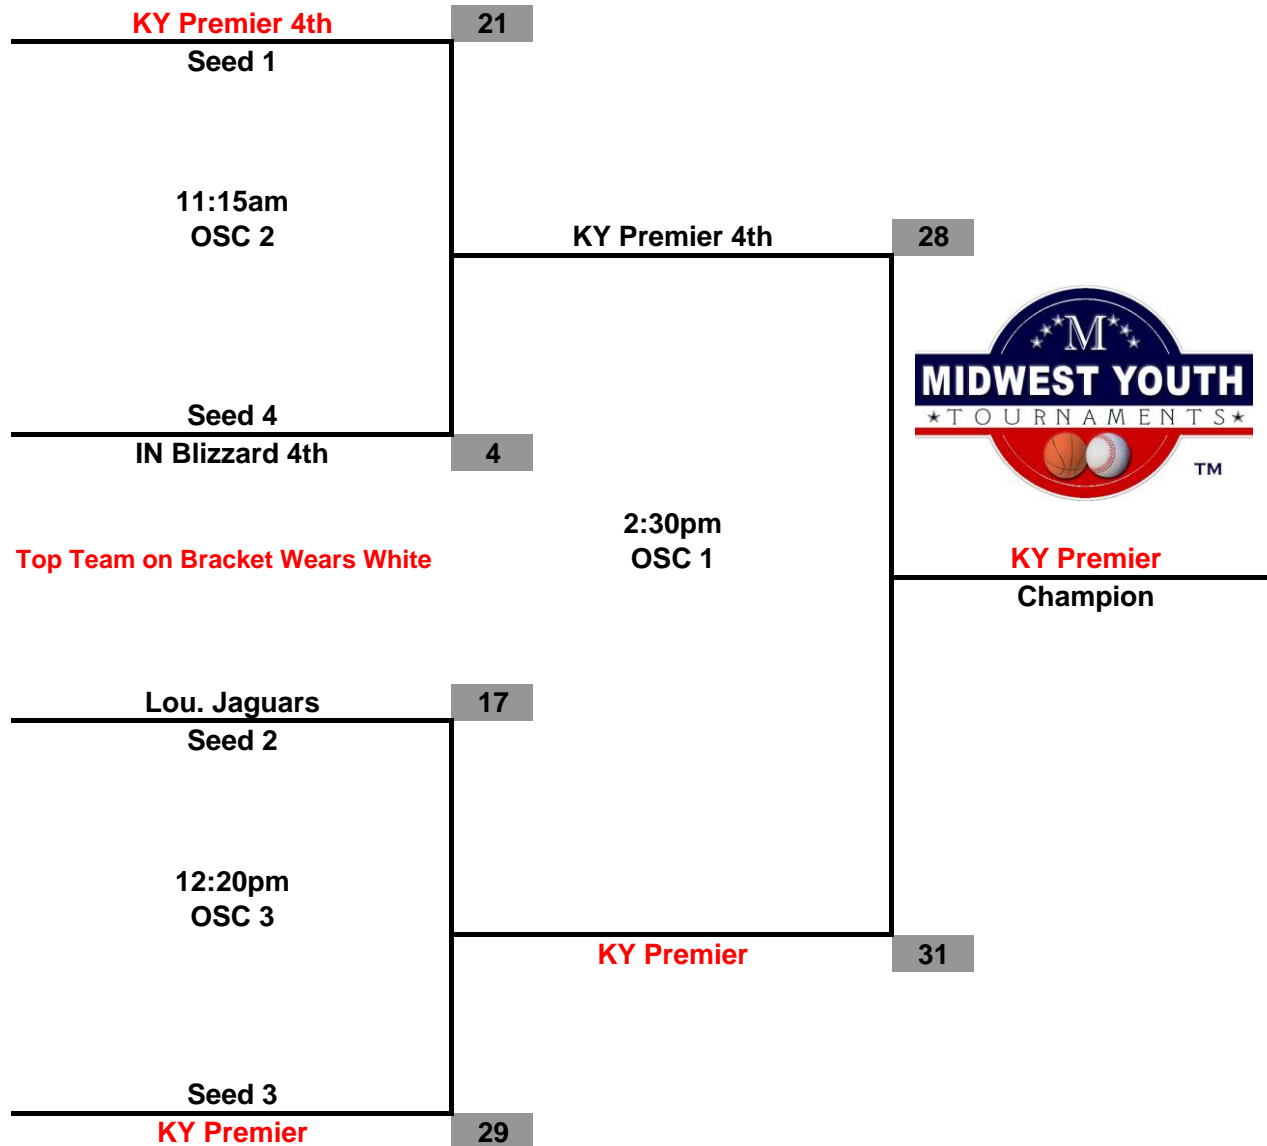 KY Premier 4th 21
Seed 1
11:15am
OSC 2
KY Premier 4th 28
M
MIDWEST YOUTH
TOURNAMENTS
TM
Seed 4
IN Blizzard 4th 4
2:30pm
OSC 1
Top Team on Bracket Wears White
KY Premier
Champion
Lou. Jaguars 17
Seed 2
12:20pm
OSC 3
KY Premier 31
Seed 3
KY Premier 29